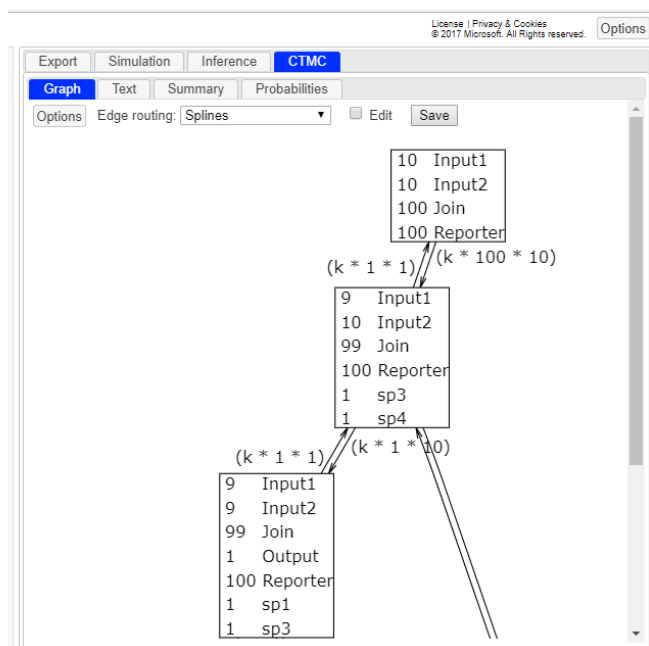 License | Privacy & Cookies
© 2017 Microsoft. All Rights reserved.
Options
Export Simulation Inference CTMC
Graph Text Summary Probabilities
Options Edge routing: Splines Edit Save
10 Input1
10 Input2
100 Join
100 Reporter
(k * 1 * 1) (k * 100 * 10)
9 Input1
10 Input2
99 Join
100 Reporter
1 sp3
1 sp4
(k * 1 * 1) (k * 1 * 10)
9 Input1
9 Input2
99 Join
1 Output
100 Reporter
1 sp1
1 sp3